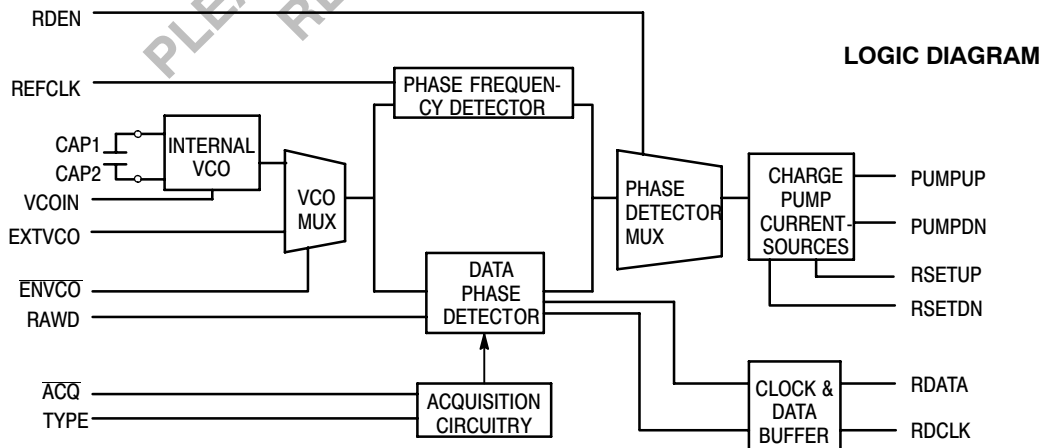 RDEN
PLEA
RE
LOGIC DIAGRAM
REFCLK
PHASE FREQUEN-
CY DETECTOR
CAP1
CAP2
INTERNAL
VCO
VCOIN
EXTVCO
VCO
MUX
PHASE
DETECTOR
MUX
CHARGE
PUMP
CURRENT-
SOURCES
PUMPUP
PUMPDN
RSETUP
RSETDN
ENVCO
RAWD
DATA
PHASE
DETECTOR
ACQ
TYPE
ACQUISITION
CIRCUITRY
CLOCK &
DATA
BUFFER
RDATA
RDCLK